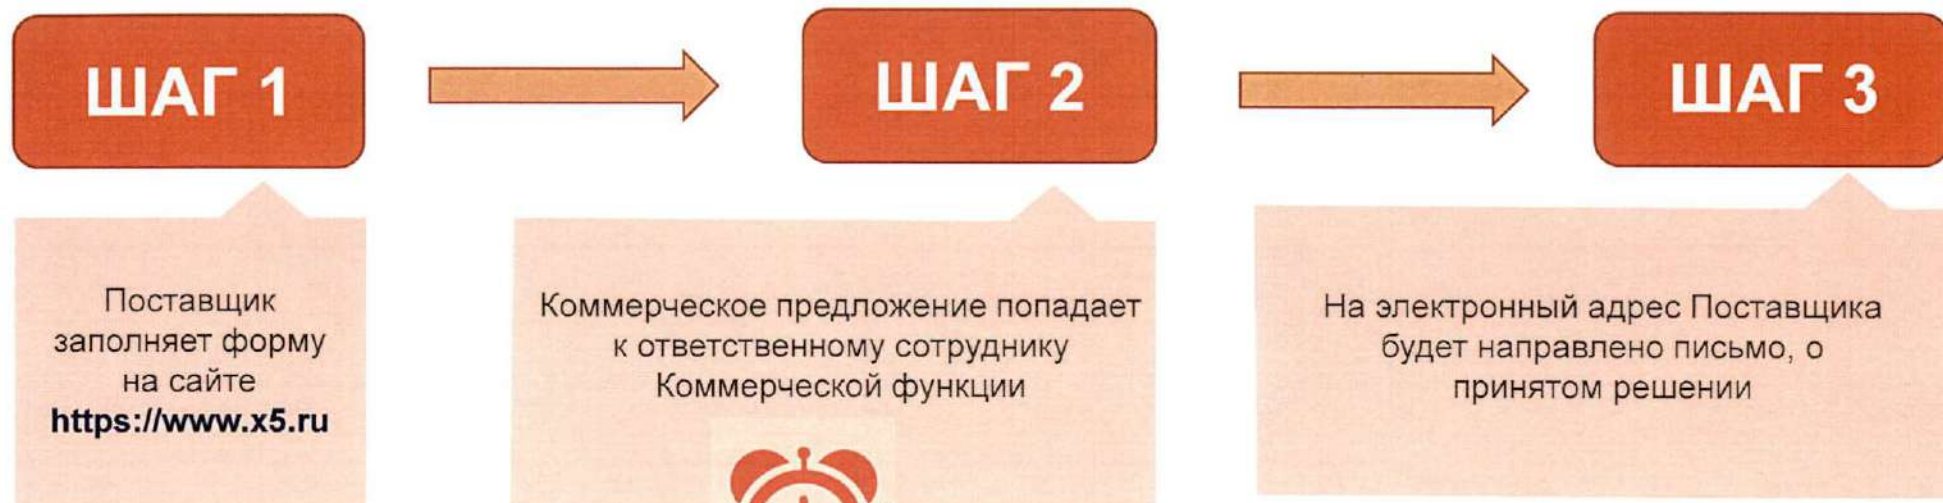 ШАГ 1
ШАГ 2
ШАГ 3
Поставщик
заполняет форму
на сайте
https://www.x5.ru
Коммерческое предложение попадает
к ответственному сотруднику
Коммерческой функции
На электронный адрес Поставщика
будет направлено письмо, о
принятом решении